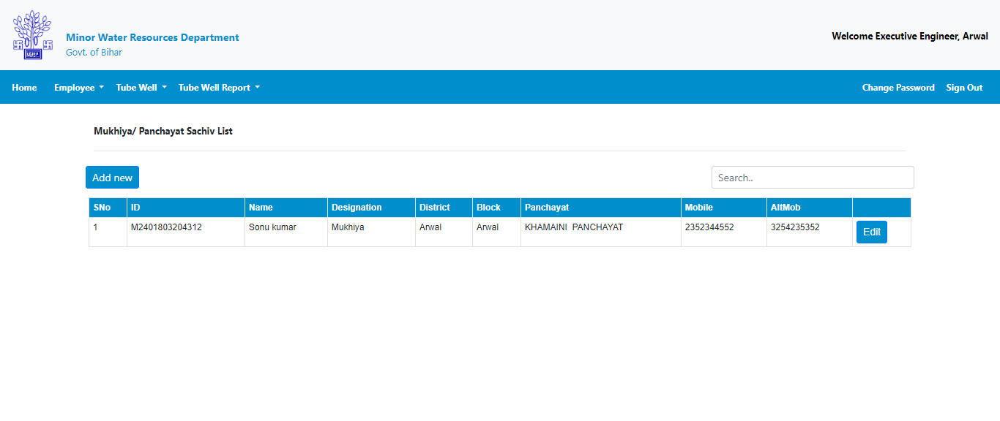 Minor Water Resources Department
Govt. of Bihar
Welcome Executive Engineer, Arwal
Home Employee Tube Well Tube Well Report Change Password Sign Out
Mukhiya/ Panchayat Sachiv List
Add new Search..
SNo ID Name Designation District Block Panchayat Mobile AltMob
1 M2401803204312 Sonu kumar Mukhiya Arwal Arwal KHAMAINI PANCHAYAT 2352344552 3254235352 Edit